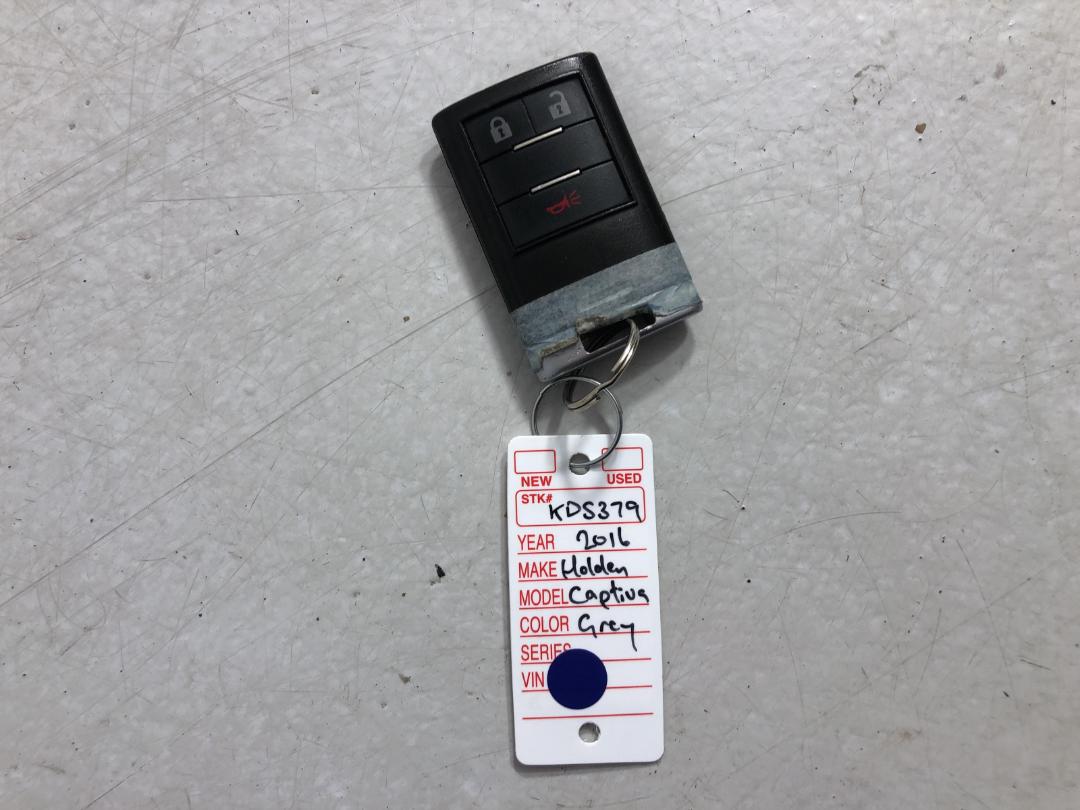 NEW USED
STK# KDS379
YEAR 2016
MAKE Holden
MODEL Captiva
COLOR Grey
SERIES
VIN